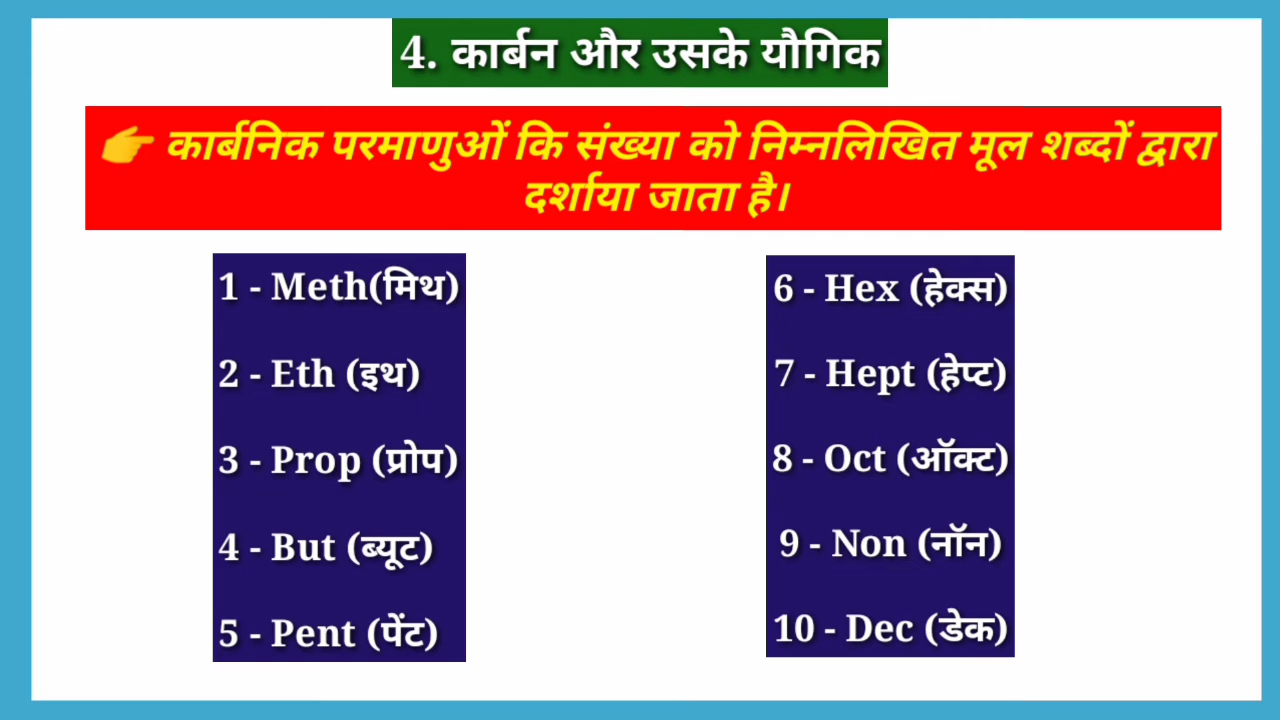 4. कार्बन और उसके यौगिक
👉 कार्बनिक परमाणुओं कि संख्या को निम्नलिखित मूल शब्दों द्वारा
दर्शाया जाता है।
1 - Meth(मिथ)
2 - Eth (इथ)
3 - Prop (प्रोप)
4 - But (ब्यूट)
5 - Pent (पेंट)
6 - Hex (हेक्स)
7 - Hept (हेप्ट)
8 - Oct (ऑक्ट)
9 - Non (नॉन)
10 - Dec (डेक)